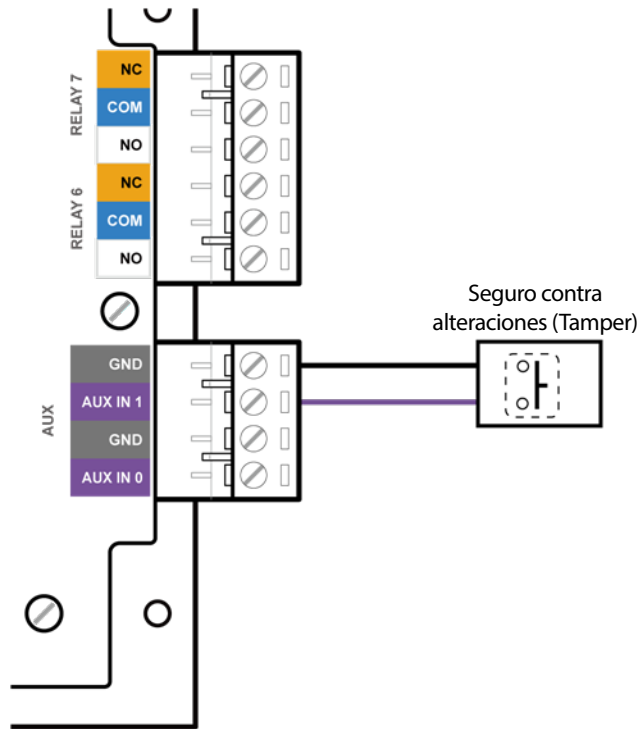 RELAY 7
NC
COM
NO
RELAY 6
NC
COM
NO
Seguro contra
alteraciones (Tamper)
AUX
GND
AUX IN 1
GND
AUX IN 0